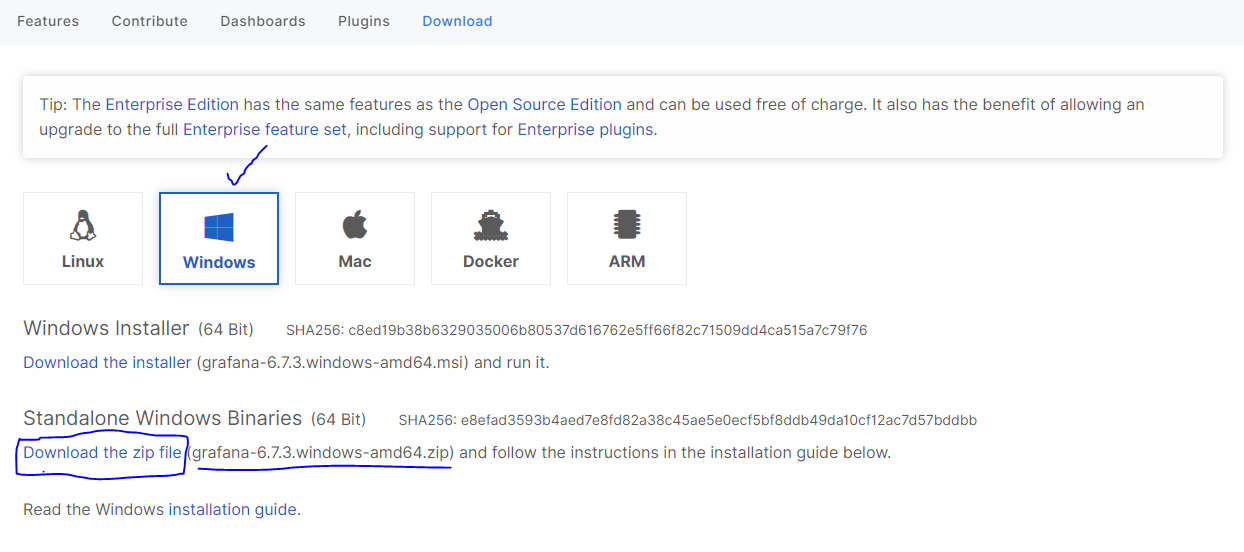 Features Contribute Dashboards Plugins Download
Tip: The Enterprise Edition has the same features as the Open Source Edition and can be used free of charge. It also has the benefit of allowing an
upgrade to the full Enterprise feature set, including support for Enterprise plugins.
Linux Windows Mac Docker ARM
Windows Installer (64 Bit) SHA256: c8ed19b38b6329035006b80537d616762e5ff66f82c71509dd4ca515a7c79f76
Download the installer (grafana-6.7.3.windows-amd64.msi) and run it.
Standalone Windows Binaries (64 Bit) SHA256: e8efad3593b4aed7e8fd82a38c45ae5e0ecf5bf8ddb49da10cf12ac7d57bddbb
Download the zip file (grafana-6.7.3.windows-amd64.zip) and follow the instructions in the installation guide below.
Read the Windows installation guide.